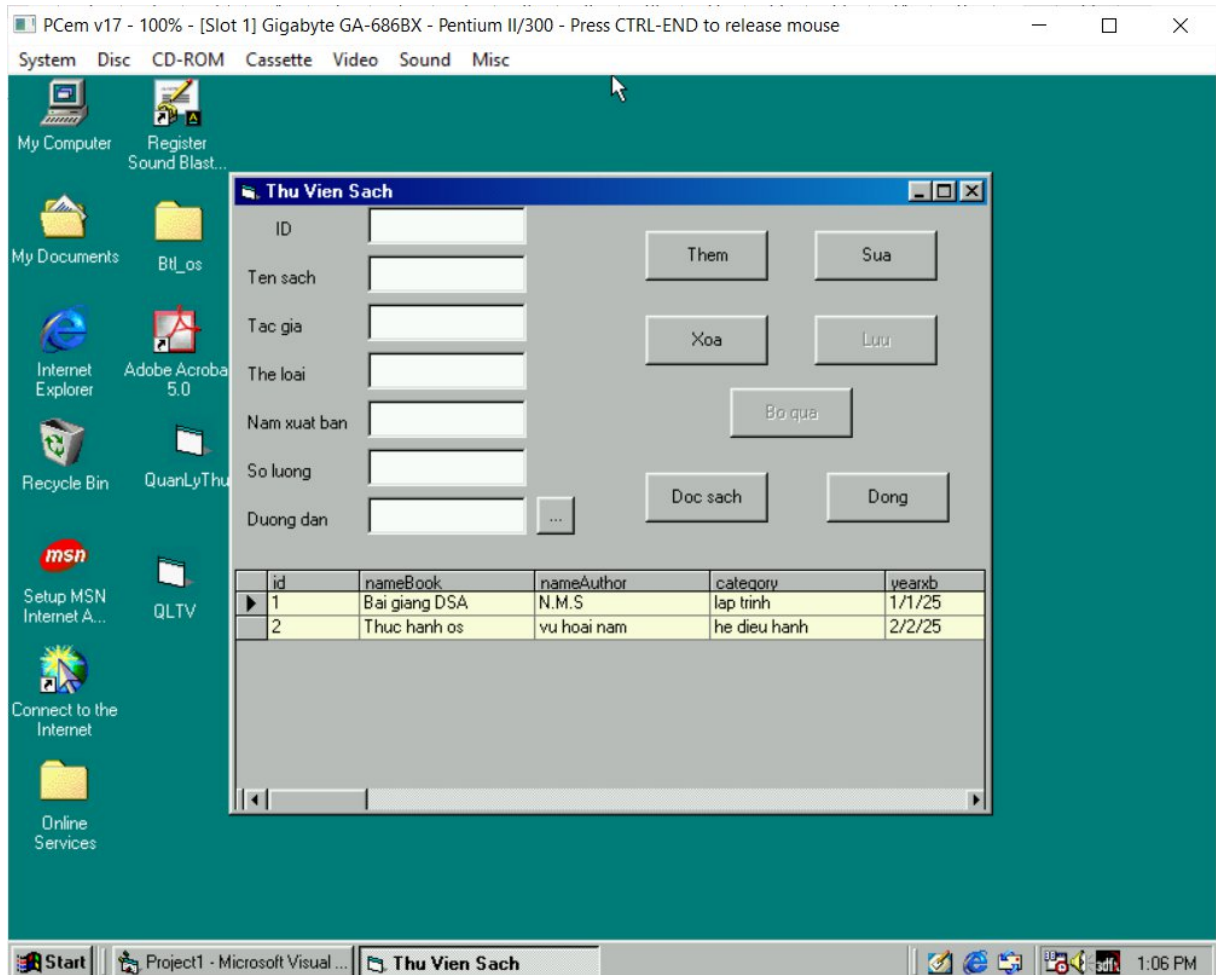 PCem v17 - 100% - [Slot 1] Gigabyte GA-686BX - Pentium II/300 - Press CTRL-END to release mouse
System Disc CD-ROM Cassette Video Sound Misc
My Computer
Register
Sound Blast...
My Documents
Btl_os
Internet
Explorer
Adobe Acroba
5.0
Recycle Bin
QuanLyThu
msn
Setup MSN
Internet A...
QLTV
Connect to the
Internet
Online
Services
Thu Vien Sach
ID
Ten sach
Tac gia
The loai
Nam xuat ban
So luong
Duong dan
...
Them
Sua
Xoa
Luu
Bo qua
Doc sach
Dong
id nameBook nameAuthor category yearxb
1 Bai giang DSA N.M.S lap trinh 1/1/25
2 Thuc hanh os vu hoai nam he dieu hanh 2/2/25
Start Project1 - Microsoft Visual ... Thu Vien Sach 1:06 PM